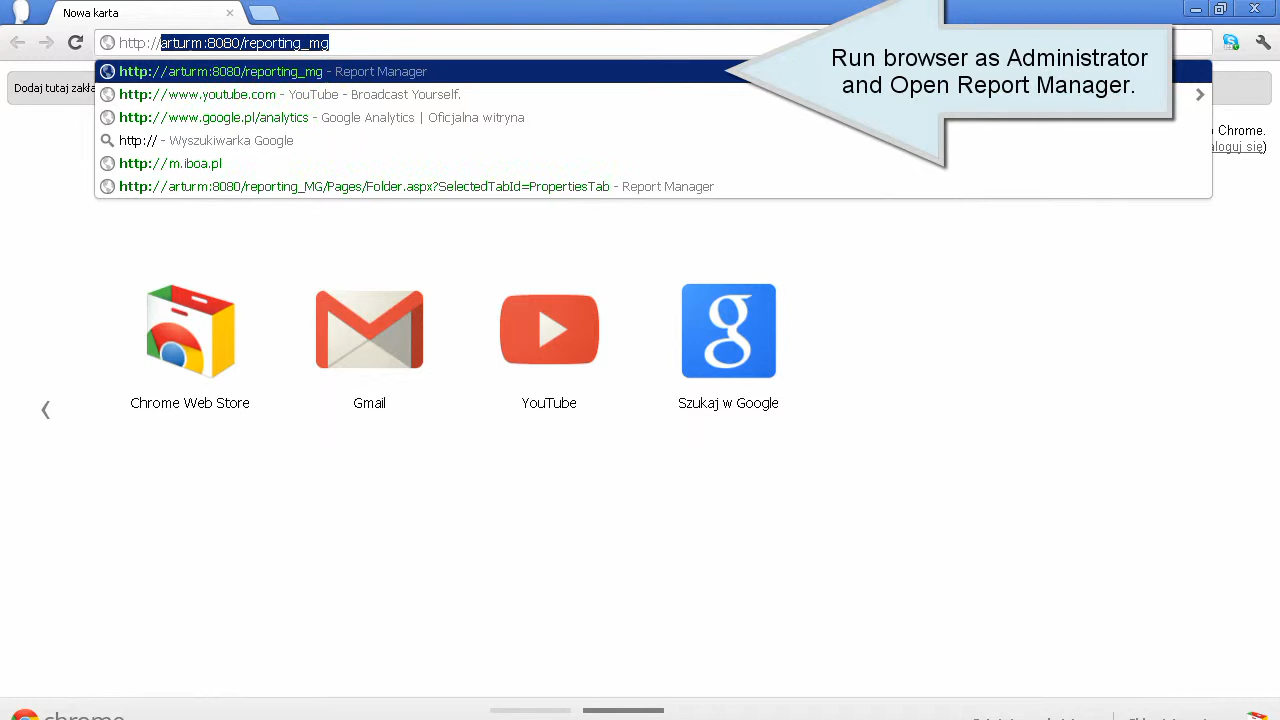 Nowa karta
http://arturm:8080/reporting_mg
http://arturm:8080/reporting_mg - Report Manager
http://www.youtube.com - YouTube - Broadcast Yourself.
http://www.google.pl/analytics - Google Analytics | Oficjalna witryna
http:// - Wyszukiwarka Google
http://m.iboa.pl
http://arturm:8080/reporting_MG/Pages/Folder.aspx?SelectedTabId=PropertiesTab - Report Manager
Run browser as Administrator
and Open Report Manager.
Dodaj tutaj
Chrome.
Chrome Web Store
Gmail
YouTube
Szukaj w Google
chrome